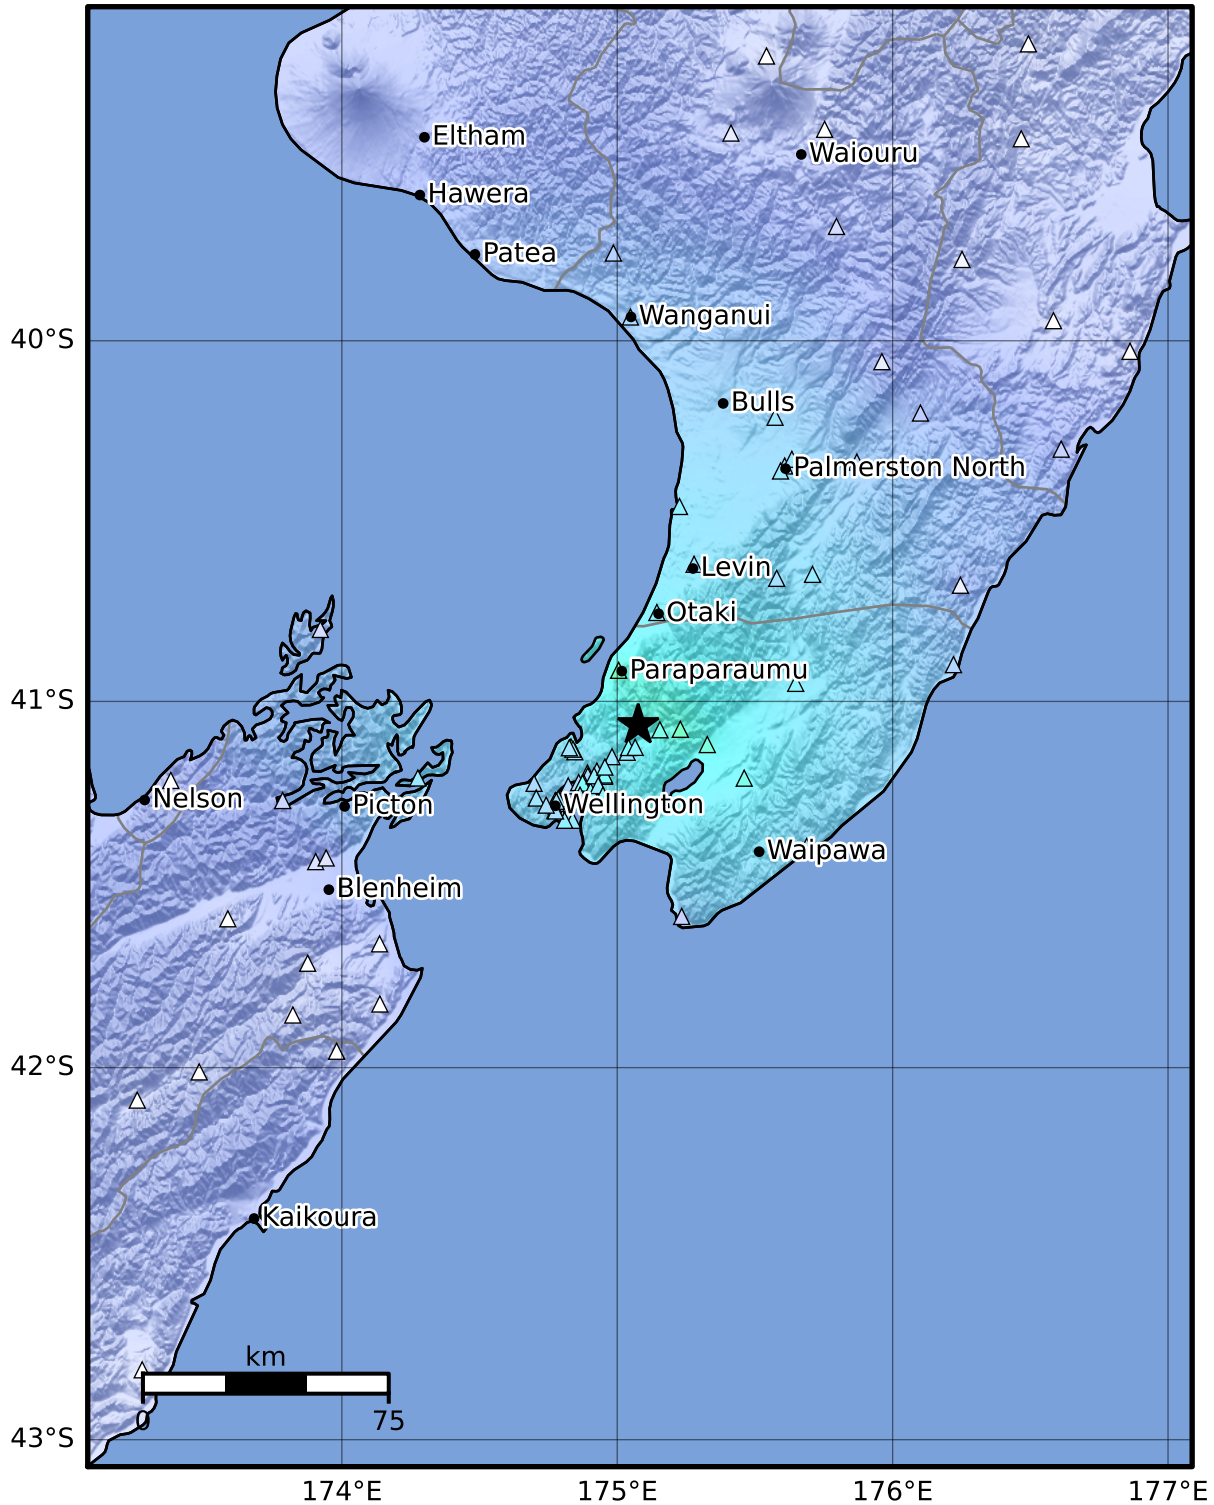 Eltham
Waiouru
Hawera
Patea
Wanganui
40°S
Bulls
Palmerston North
Levin
Otaki
Paraparaumu
41°S
Nelson
Picton
Wellington
Waipawa
Blenheim
42°S
Kaikoura
km
0
75
43°S
174°E
175°E
176°E
177°E